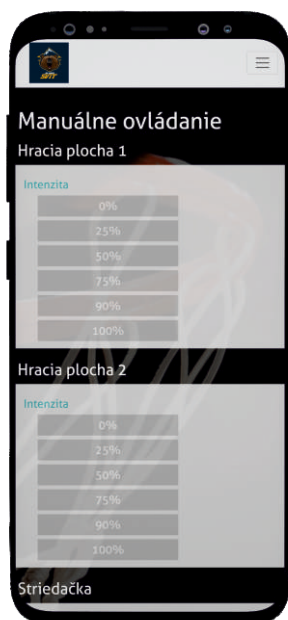 Manuálne ovládanie
Hracia plocha 1
Intenzita
0%
25%
50%
75%
90%
100%
Hracia plocha 2
Intenzita
0%
25%
50%
75%
90%
100%
Striedačka